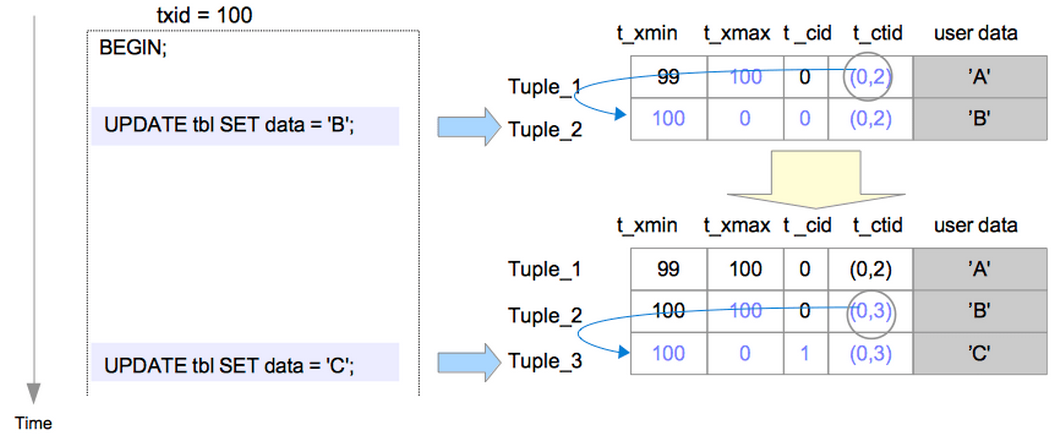 txid = 100
BEGIN;
UPDATE tbl SET data = 'B';
UPDATE tbl SET data = 'C';
Time
t_xmin t_xmax t _cid t_ctid user data
Tuple_1 99 100 0 (0,2) 'A'
Tuple_2 100 0 0 (0,2) 'B'
t_xmin t_xmax t _cid t_ctid user data
Tuple_1 99 100 0 (0,2) 'A'
Tuple_2 100 100 0 (0,3) 'B'
Tuple_3 100 0 1 (0,3) 'C'